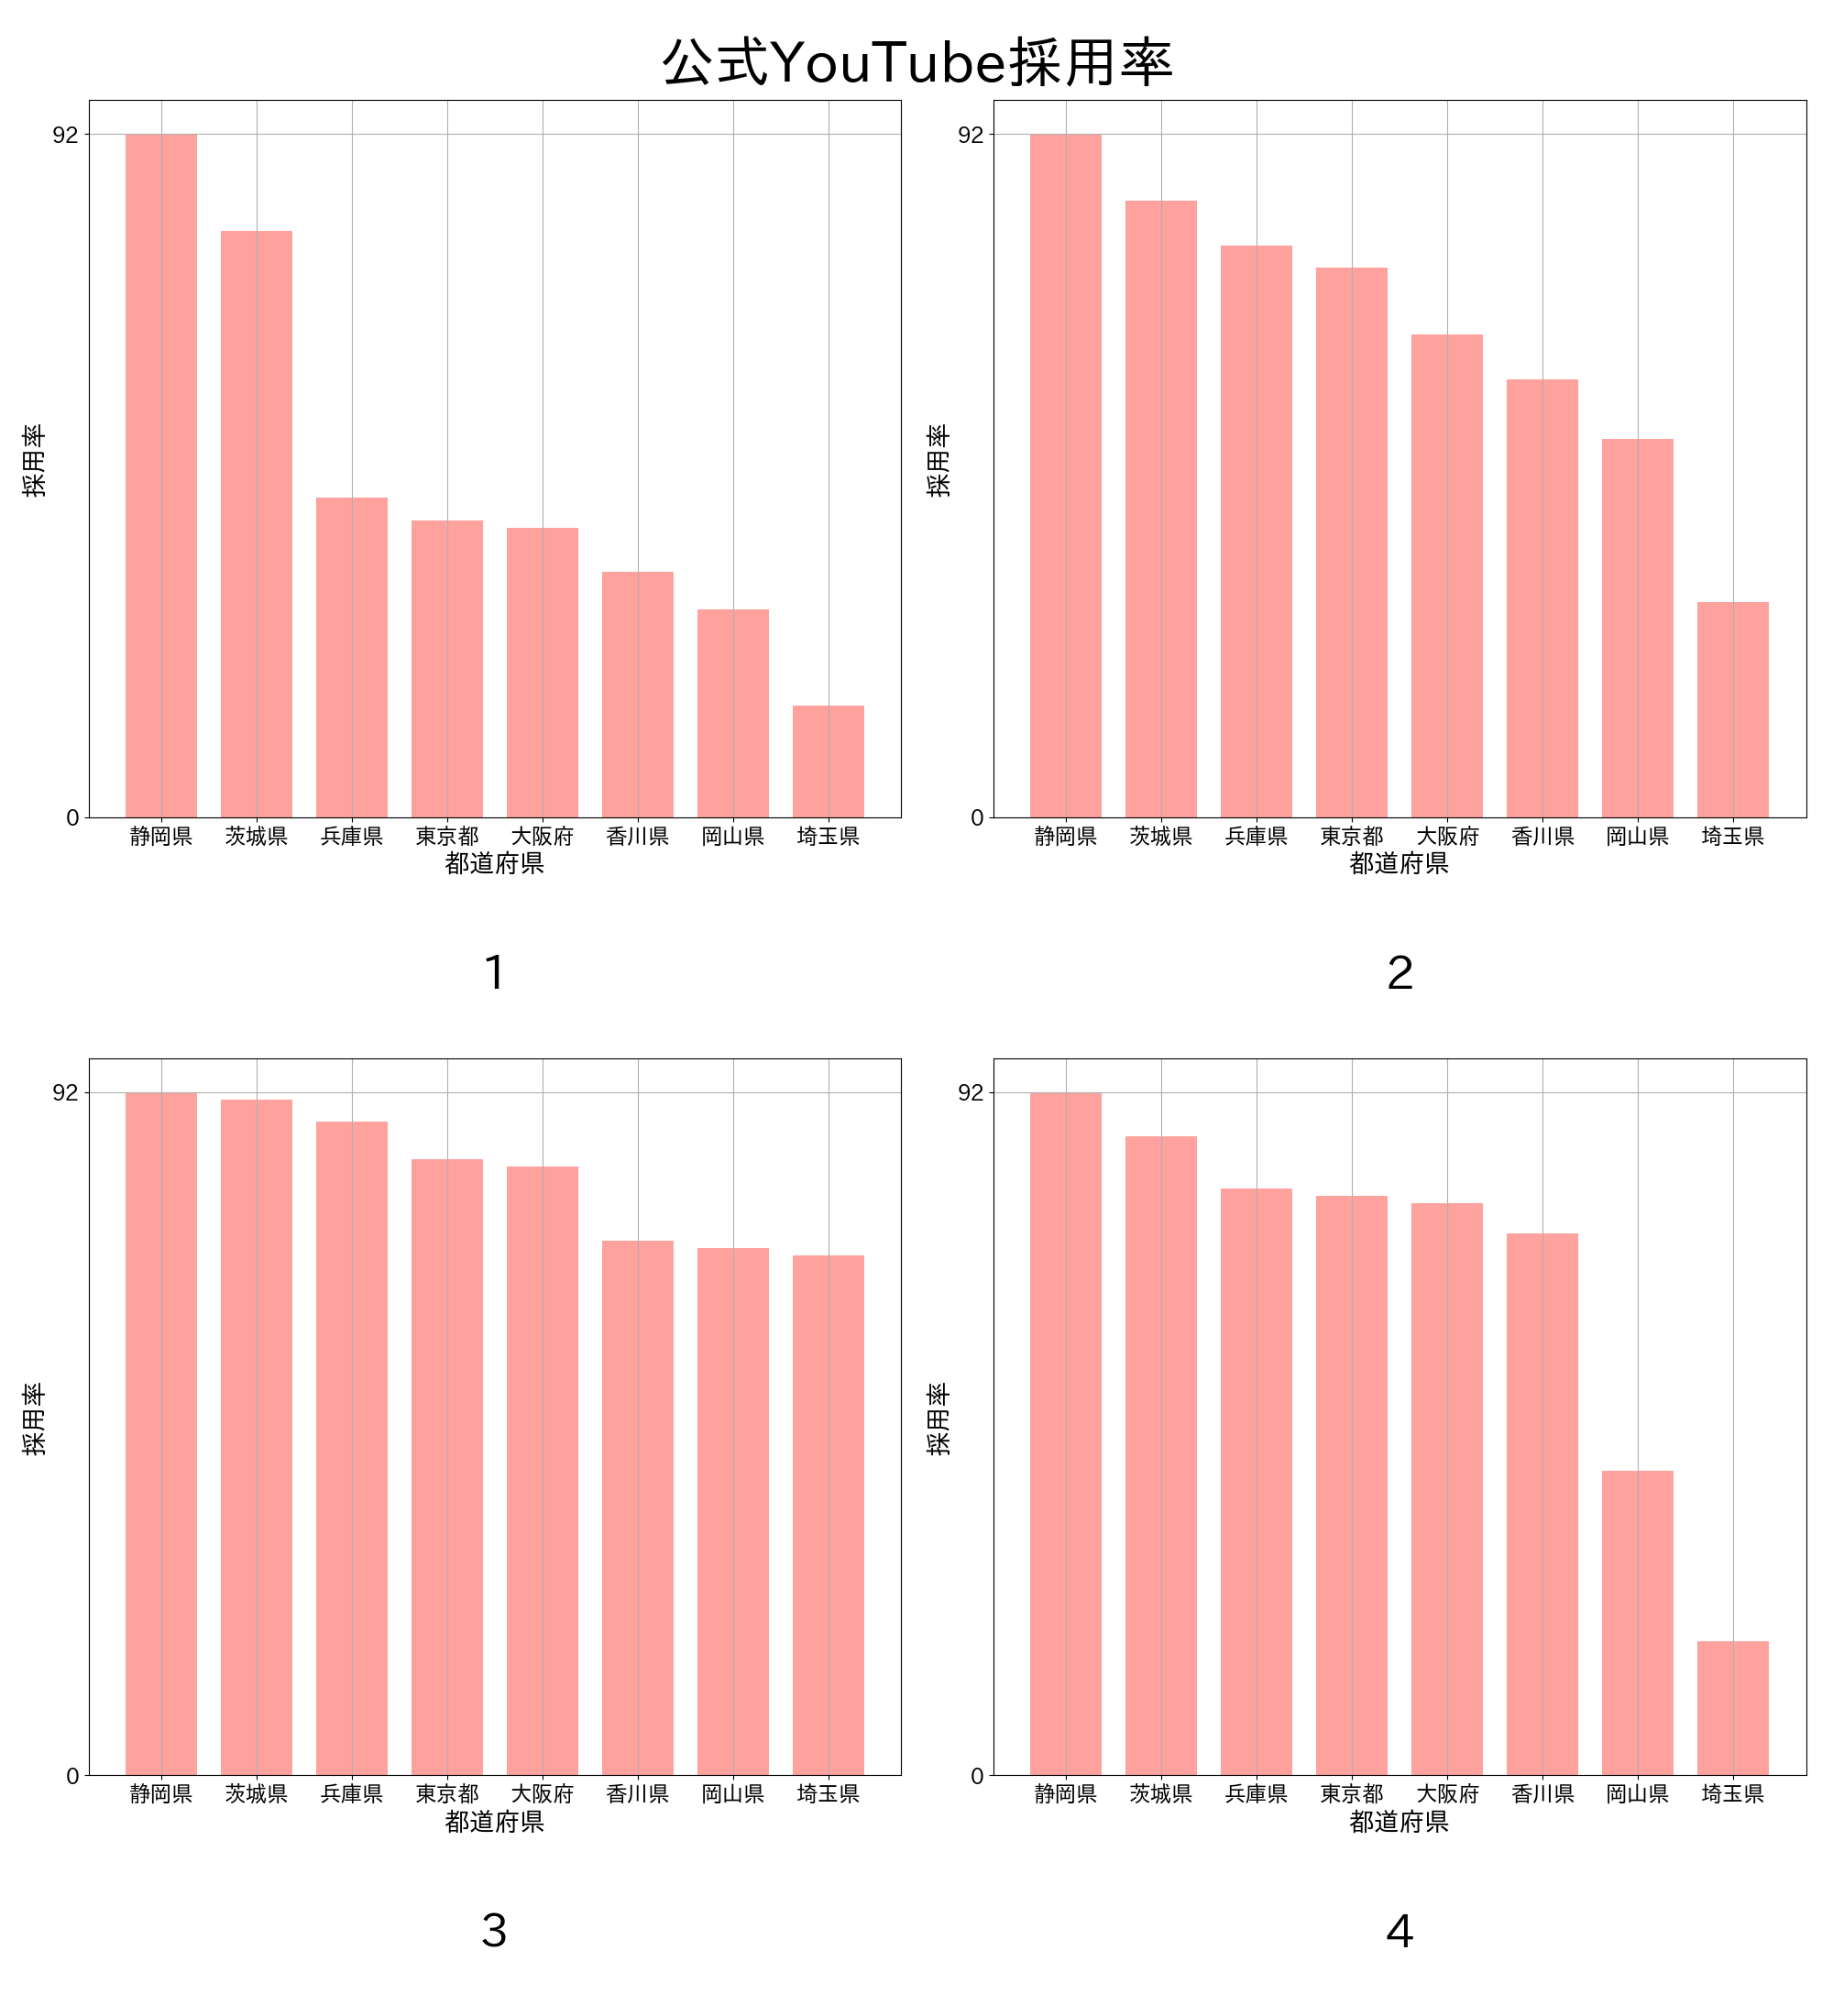 公式YouTube採用率
92
0
採用率
静岡県 茨城県 兵庫県 東京都 大阪府 香川県 岡山県 埼玉県
都道府県
1
92
0
採用率
静岡県 茨城県 兵庫県 東京都 大阪府 香川県 岡山県 埼玉県
都道府県
2
92
0
採用率
静岡県 茨城県 兵庫県 東京都 大阪府 香川県 岡山県 埼玉県
都道府県
3
92
0
採用率
静岡県 茨城県 兵庫県 東京都 大阪府 香川県 岡山県 埼玉県
都道府県
4